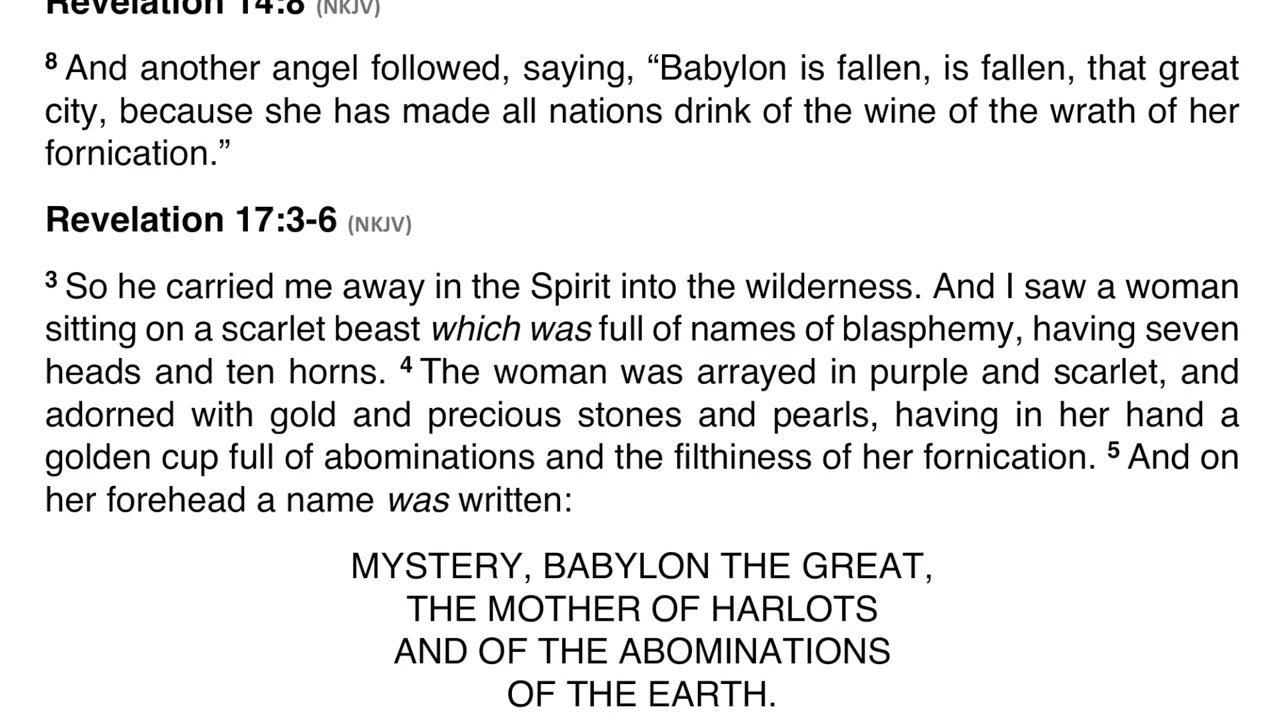 Revelation 14:8 (NKJV)
8 And another angel followed, saying, “Babylon is fallen, is fallen, that great
city, because she has made all nations drink of the wine of the wrath of her
fornication.”
Revelation 17:3-6 (NKJV)
3 So he carried me away in the Spirit into the wilderness. And I saw a woman
sitting on a scarlet beast which was full of names of blasphemy, having seven
heads and ten horns. 4 The woman was arrayed in purple and scarlet, and
adorned with gold and precious stones and pearls, having in her hand a
golden cup full of abominations and the filthiness of her fornication. 5 And on
her forehead a name was written:
MYSTERY, BABYLON THE GREAT,
THE MOTHER OF HARLOTS
AND OF THE ABOMINATIONS
OF THE EARTH.